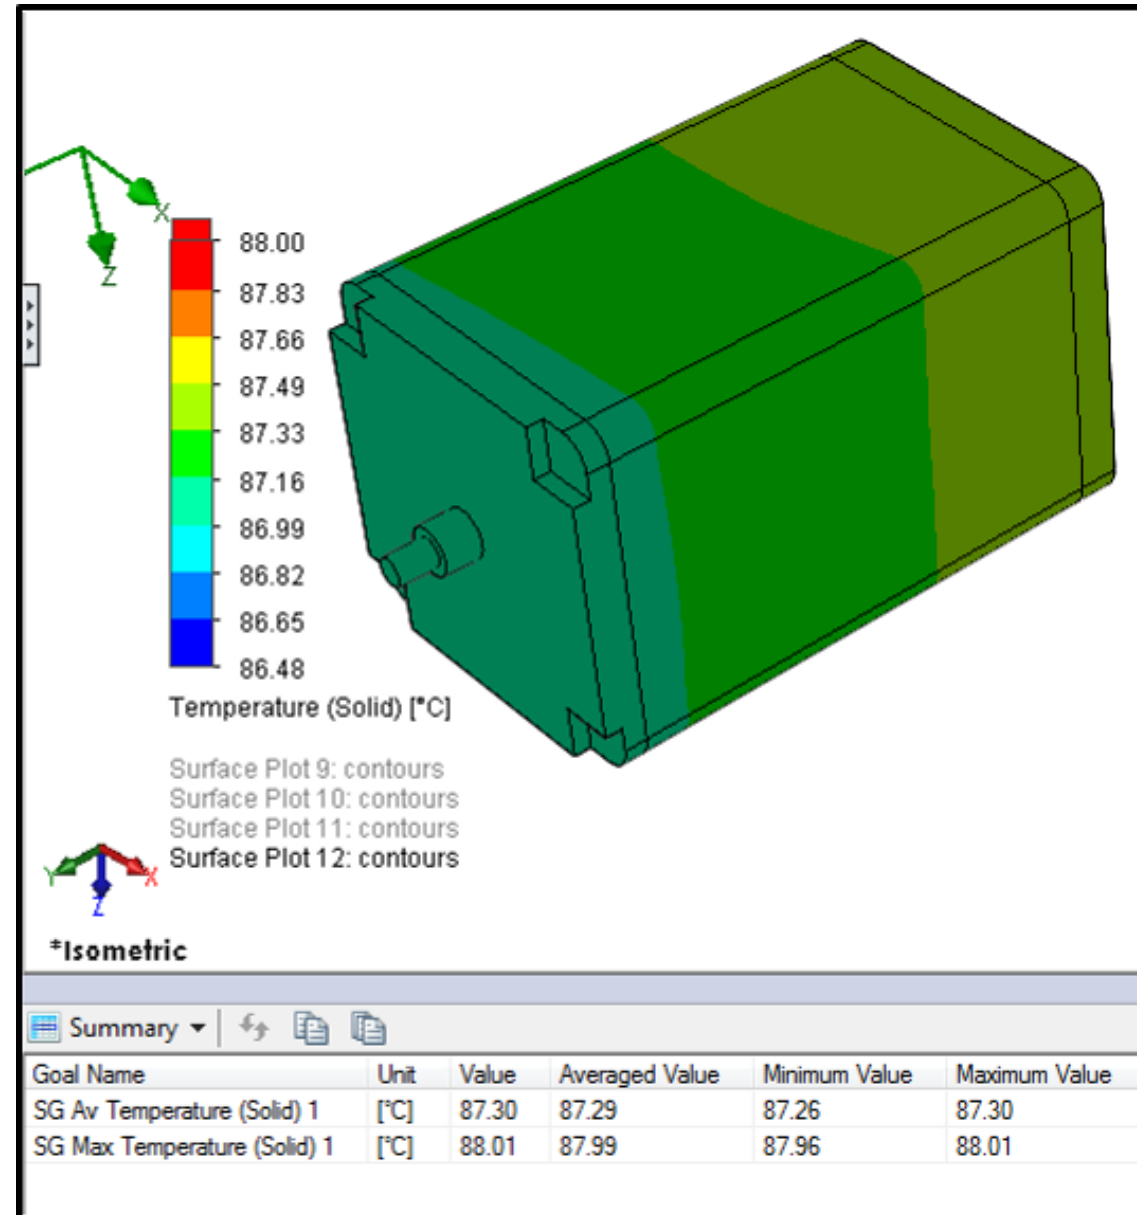 X
Z
88.00
87.83
87.66
87.49
87.33
87.16
86.99
86.82
86.65
86.48
Temperature (Solid) [°C]
Surface Plot 9: contours
Surface Plot 10: contours
Surface Plot 11: contours
Surface Plot 12: contours
Y X
Z
*Isometric
Summary
Goal Name Unit Value Averaged Value Minimum Value Maximum Value
SG Av Temperature (Solid) 1 [°C] 87.30 87.29 87.26 87.30
SG Max Temperature (Solid) 1 [°C] 88.01 87.99 87.96 88.01